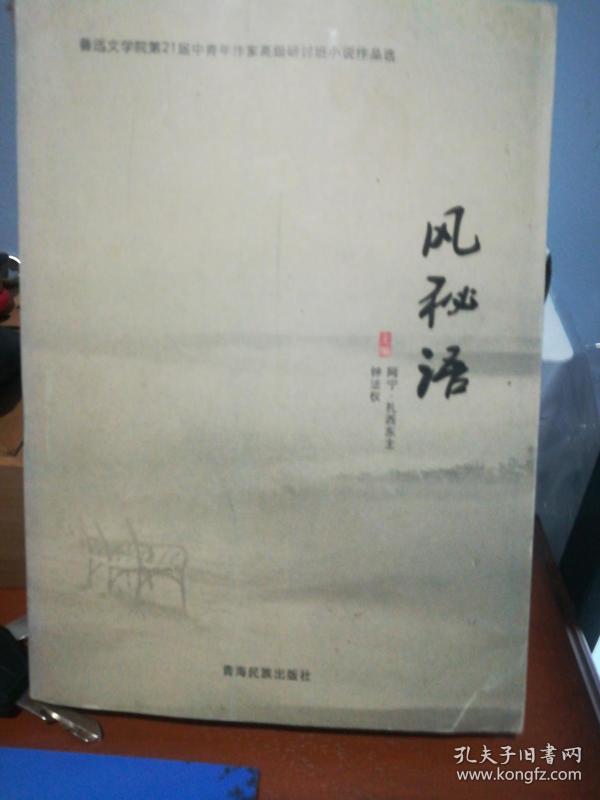 鲁迅文学院第21届中青年作家高级研讨班小说作品选
风秘语
主编
阿宁·扎西东主
钟法权
青海民族出版社
孔夫子旧书网
www.kongfz.com